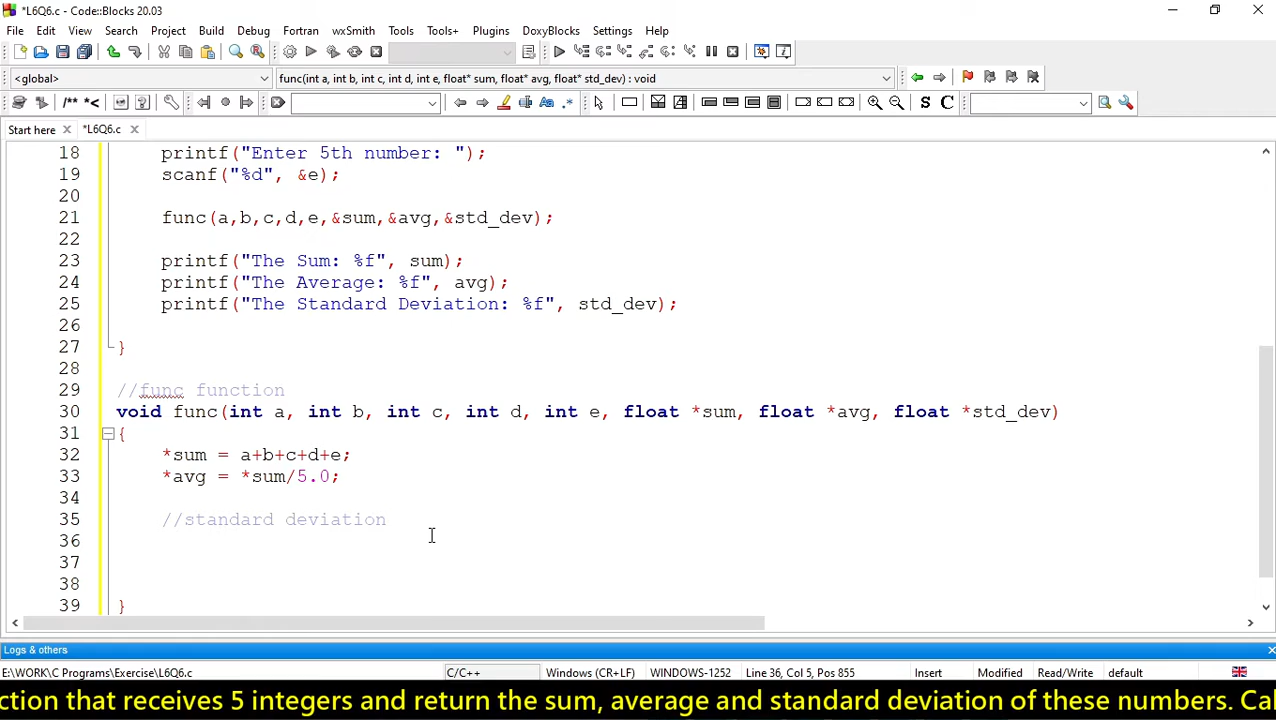 *L6Q6.c - Code::Blocks 20.03
File Edit View Search Project Build Debug Fortran wxSmith Tools Tools+ Plugins DoxyBlocks Settings Help
<global> func(int a, int b, int c, int d, int e, float* sum, float* avg, float* std_dev) : void
/** *< Aa .* S C
Start here *L6Q6.c
18 printf("Enter 5th number: ");
19 scanf("%d", &e);
20
21 func(a,b,c,d,e,&sum,&avg,&std_dev);
22
23 printf("The Sum: %f", sum);
24 printf("The Average: %f", avg);
25 printf("The Standard Deviation: %f", std_dev);
26
27 }
28
29 //func function
30 void func(int a, int b, int c, int d, int e, float *sum, float *avg, float *std_dev)
31 {
32 *sum = a+b+c+d+e;
33 *avg = *sum/5.0;
34
35 //standard deviation
36
37
38
39 }
Logs & others
E:\WORK\C Programs\Exercise\L6Q6.c C/C++ Windows (CR+LF) WINDOWS-1252 Line 36, Col 5, Pos 855 Insert Modified Read/Write default
ction that receives 5 integers and return the sum, average and standard deviation of these numbers. Cal